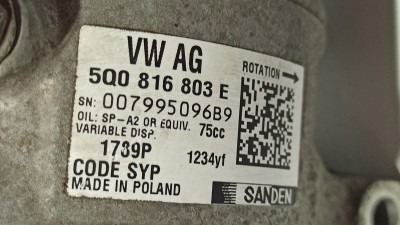 VW AG
5Q0 816 803 E
ROTATION
SN: 007995096B9
OIL: SP-A2 OR EQUIV. 75cc
VARIABLE DISP.
1739P 1234yf
CODE SYP
MADE IN POLAND
SANDEN